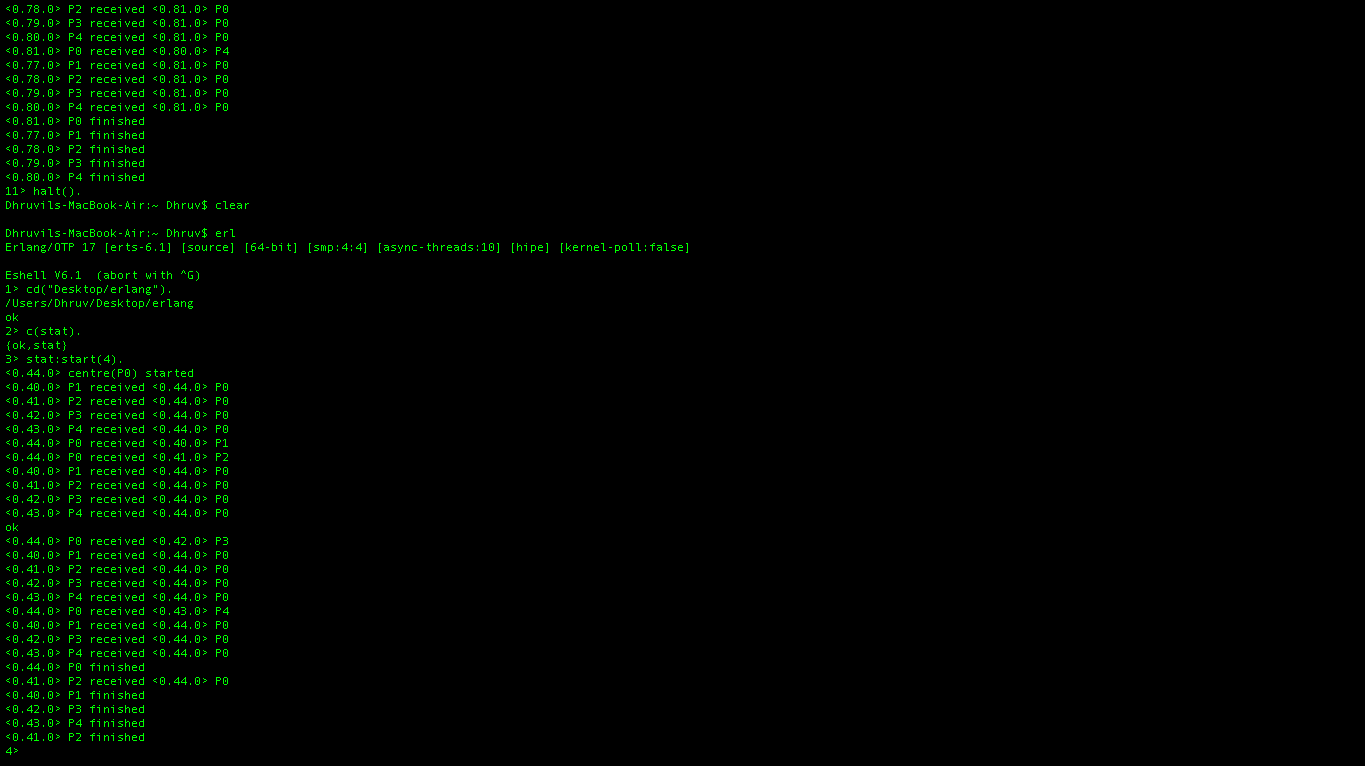 <0.78.0> P2 received <0.81.0> P0
<0.79.0> P3 received <0.81.0> P0
<0.80.0> P4 received <0.81.0> P0
<0.81.0> P0 received <0.80.0> P4
<0.77.0> P1 received <0.81.0> P0
<0.78.0> P2 received <0.81.0> P0
<0.79.0> P3 received <0.81.0> P0
<0.80.0> P4 received <0.81.0> P0
<0.81.0> P0 finished
<0.77.0> P1 finished
<0.78.0> P2 finished
<0.79.0> P3 finished
<0.80.0> P4 finished
11> halt().
Dhruvils-MacBook-Air:~ Dhruv$ clear
Dhruvils-MacBook-Air:~ Dhruv$ erl
Erlang/OTP 17 [erts-6.1] [source] [64-bit] [smp:4:4] [async-threads:10] [hipe] [kernel-poll:false]
Eshell V6.1  (abort with ^G)
1> cd("Desktop/erlang").
/Users/Dhruv/Desktop/erlang
ok
2> c(stat).
{ok,stat}
3> stat:start(4).
<0.44.0> centre(P0) started
<0.40.0> P1 received <0.44.0> P0
<0.41.0> P2 received <0.44.0> P0
<0.42.0> P3 received <0.44.0> P0
<0.43.0> P4 received <0.44.0> P0
<0.44.0> P0 received <0.40.0> P1
<0.44.0> P0 received <0.41.0> P2
<0.40.0> P1 received <0.44.0> P0
<0.41.0> P2 received <0.44.0> P0
<0.42.0> P3 received <0.44.0> P0
<0.43.0> P4 received <0.44.0> P0
ok
<0.44.0> P0 received <0.42.0> P3
<0.40.0> P1 received <0.44.0> P0
<0.41.0> P2 received <0.44.0> P0
<0.42.0> P3 received <0.44.0> P0
<0.43.0> P4 received <0.44.0> P0
<0.44.0> P0 received <0.43.0> P4
<0.40.0> P1 received <0.44.0> P0
<0.42.0> P3 received <0.44.0> P0
<0.43.0> P4 received <0.44.0> P0
<0.44.0> P0 finished
<0.41.0> P2 received <0.44.0> P0
<0.40.0> P1 finished
<0.42.0> P3 finished
<0.43.0> P4 finished
<0.41.0> P2 finished
4>